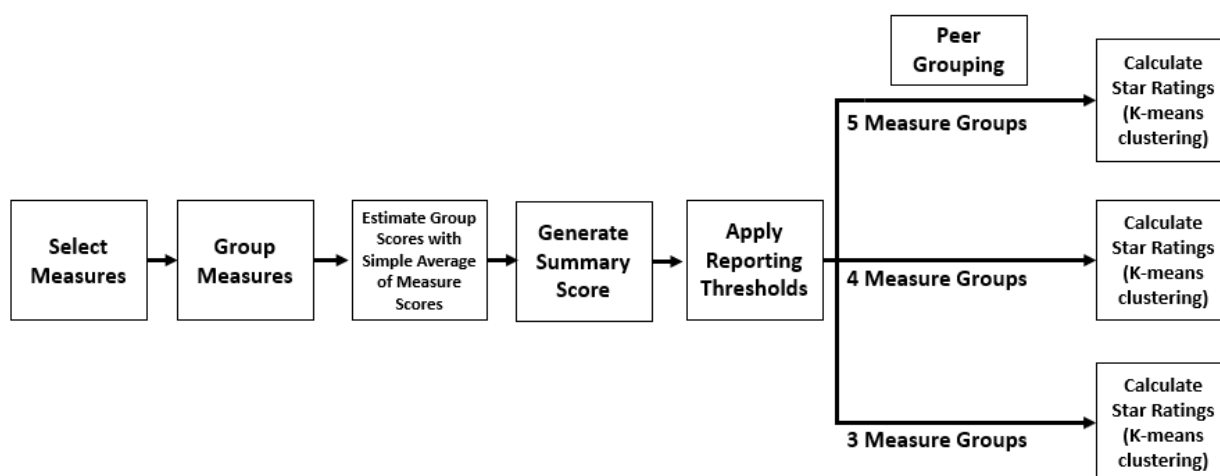 Select
Measures
Group
Measures
Estimate Group
Scores with
Simple Average
of Measure
Scores
Generate
Summary
Score
Apply
Reporting
Thresholds
Peer
Grouping
5 Measure Groups
Calculate
Star Ratings
(K-means
clustering)
4 Measure Groups
Calculate
Star Ratings
(K-means
clustering)
3 Measure Groups
Calculate
Star Ratings
(K-means
clustering)